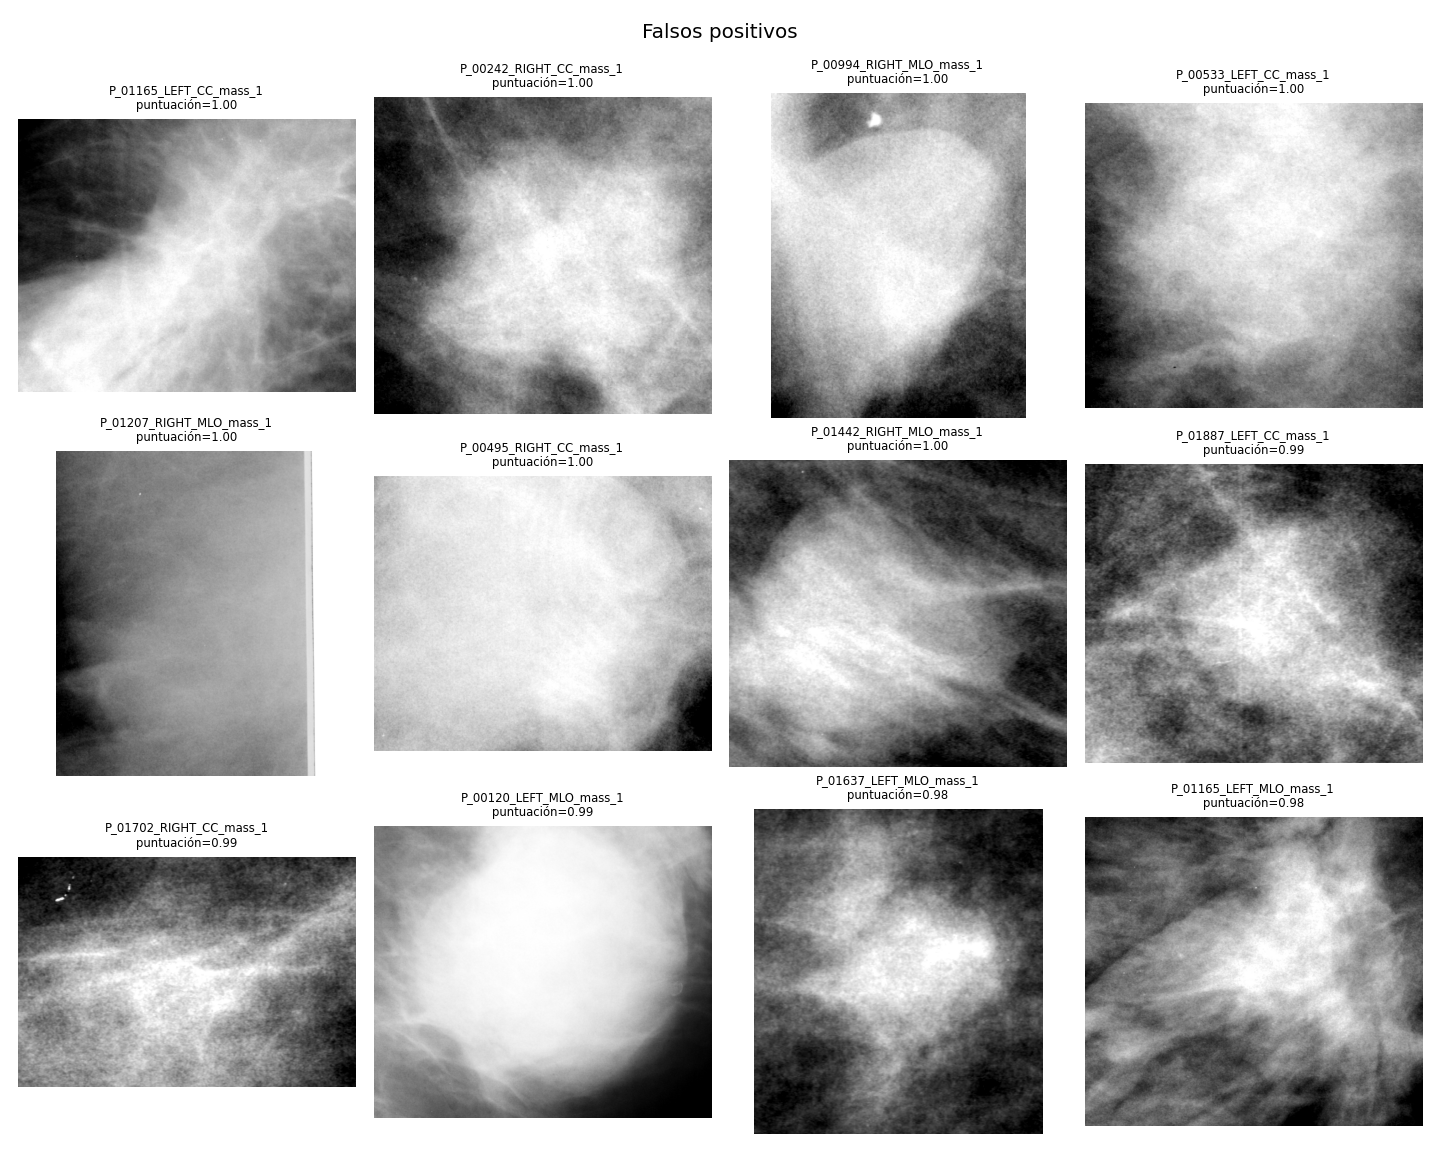 Falsos positivos
P_01165_LEFT_CC_mass_1
puntuación=1.00
P_00242_RIGHT_CC_mass_1
puntuación=1.00
P_00994_RIGHT_MLO_mass_1
puntuación=1.00
P_00533_LEFT_CC_mass_1
puntuación=1.00
P_01207_RIGHT_MLO_mass_1
puntuación=1.00
P_00495_RIGHT_CC_mass_1
puntuación=1.00
P_01442_RIGHT_MLO_mass_1
puntuación=1.00
P_01887_LEFT_CC_mass_1
puntuación=0.99
P_01702_RIGHT_CC_mass_1
puntuación=0.99
P_00120_LEFT_MLO_mass_1
puntuación=0.99
P_01637_LEFT_MLO_mass_1
puntuación=0.98
P_01165_LEFT_MLO_mass_1
puntuación=0.98